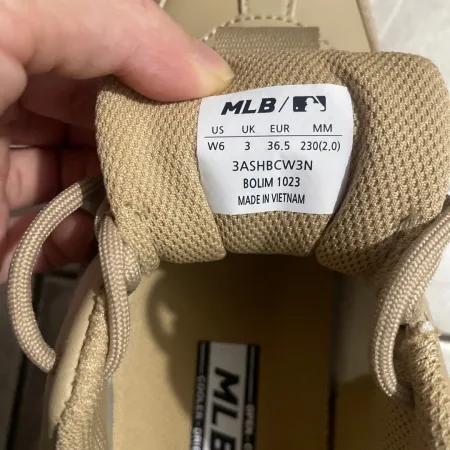 MLB /
US UK EUR MM
W6 3 36.5 230(2.0)
3ASHBCW3N
BOLIM 1023
MADE IN VIETNAM
MLB